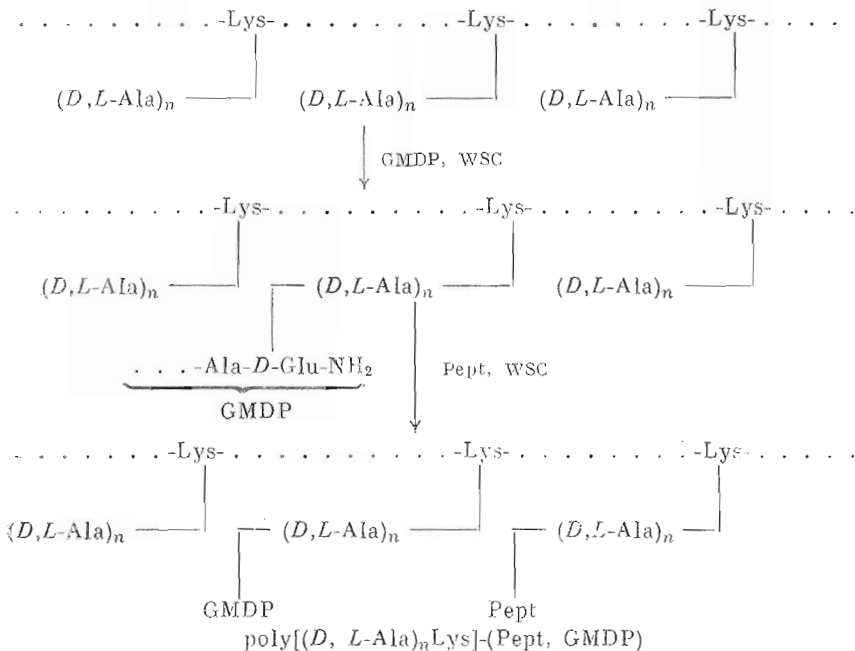 . . . . . . . . . . -Lys- . . . . . . . . -Lys- . . . . . . . . -Lys- . . . . .
(D,L-Ala)n (D,L-Ala)n (D,L-Ala)n
GMDP, WSC
. . . . . . . . . -Lys- . . . . . . . . . -Lys- . . . . . . . . -Lys- . . . .
(D,L-Ala)n (D,L-Ala)n (D,L-Ala)n
. . . -Ala-D-Glu-NH2
GMDP
Pept, WSC
. . . . . . . -Lys- . . . . . . . . . . -Lys- . . . . . . . . -Lys- . . . . .
(D,L-Ala)n (D,L-Ala)n (D,L-Ala)n
GMDP Pept
poly[(D, L-Ala)nLys]-(Pept, GMDP)